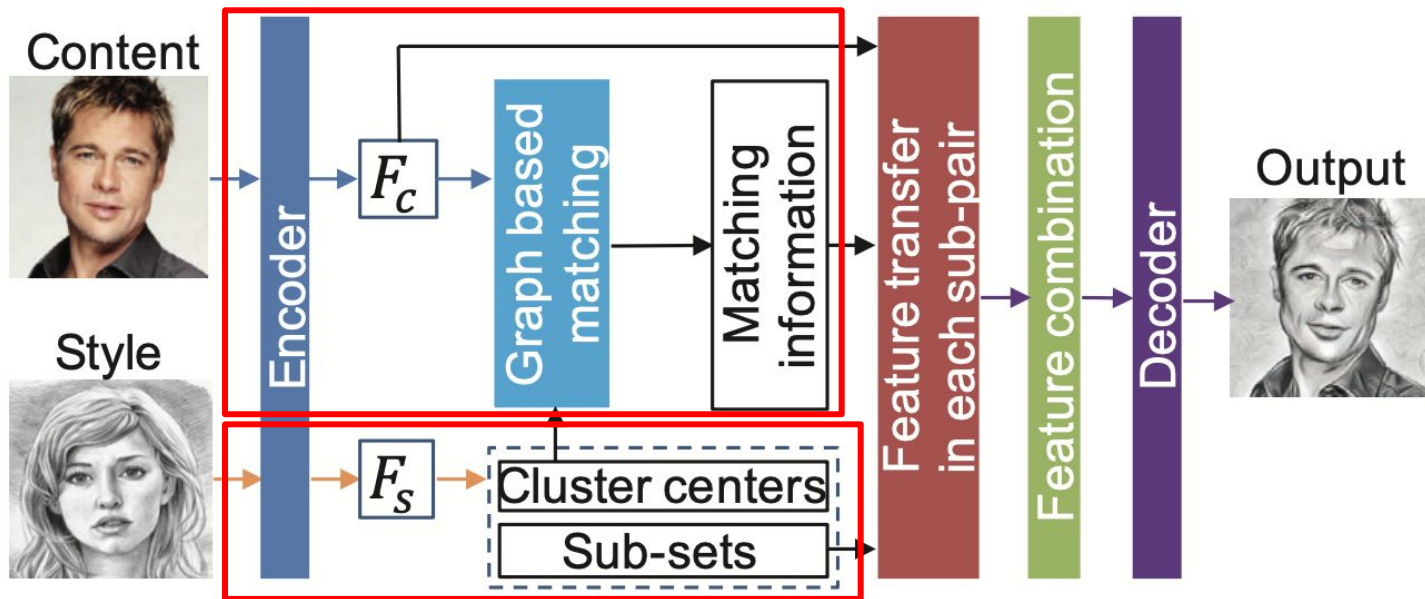 Content
Style
Encoder
F_c
F_s
Graph based
matching
Matching
information
Cluster centers
Sub-sets
Feature transfer
in each sub-pair
Feature combination
Decoder
Output